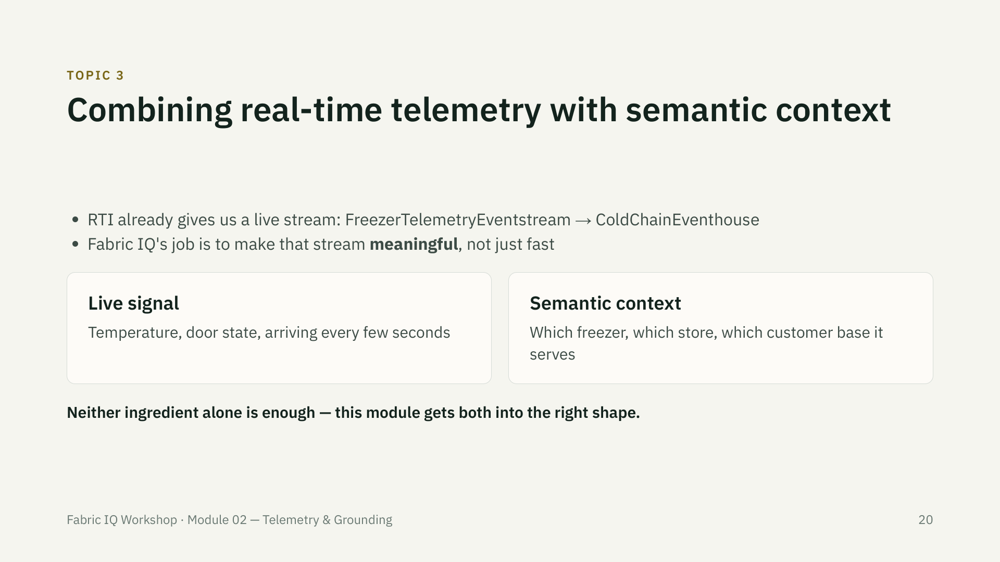 TOPIC 3
Combining real-time telemetry with semantic context
• RTI already gives us a live stream: FreezerTelemetryEventstream → ColdChainEventhouse
• Fabric IQ's job is to make that stream meaningful, not just fast
Live signal
Temperature, door state, arriving every few seconds
Semantic context
Which freezer, which store, which customer base it
serves
Neither ingredient alone is enough — this module gets both into the right shape.
Fabric IQ Workshop · Module 02 — Telemetry & Grounding
20